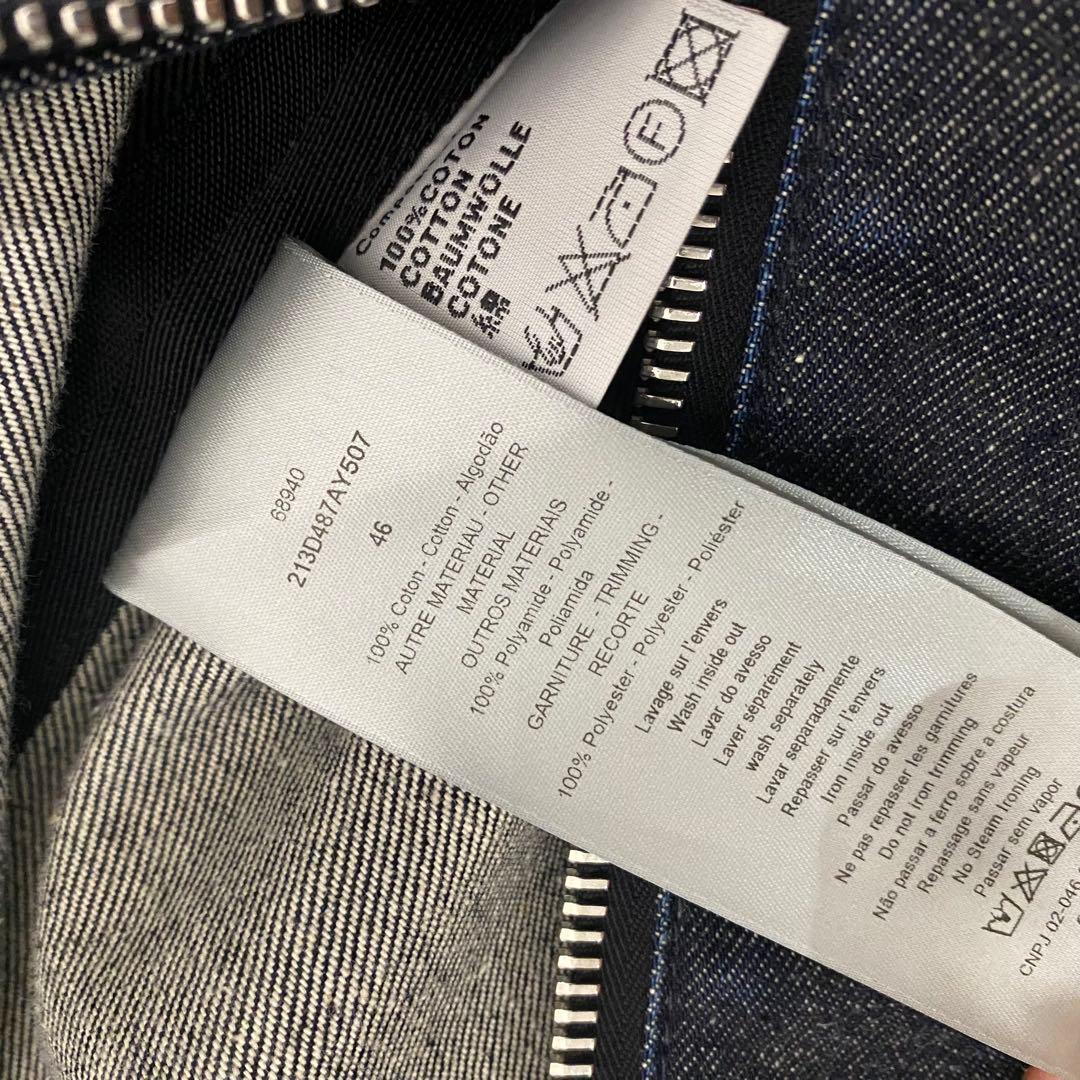 100%COTON
COTTON
BAUMWOLLE
COTONE
綿
F
68940
213D487AY507
46
100% Coton - Cotton - Algodão
AUTRE MATERIAU - OTHER
MATERIAL
OUTROS MATERIAIS
100% Polyamide - Polyamide -
Poliamida
GARNITURE - TRIMMING -
RECORTE
100% Polyester - Polyester - Poliéster
Lavage sur l'envers
Wash inside out
Lavar do avesso
Laver séparément
wash separately
Lavar separadamente
Repasser sur l'envers
Iron inside out
Passar do avesso
Ne pas repasser les garnitures
Do not Iron trimming
Não passar a ferro sobre a costura
Repassage sans vapeur
No Steam Ironing
Passar sem vapor
CNPJ 02-046